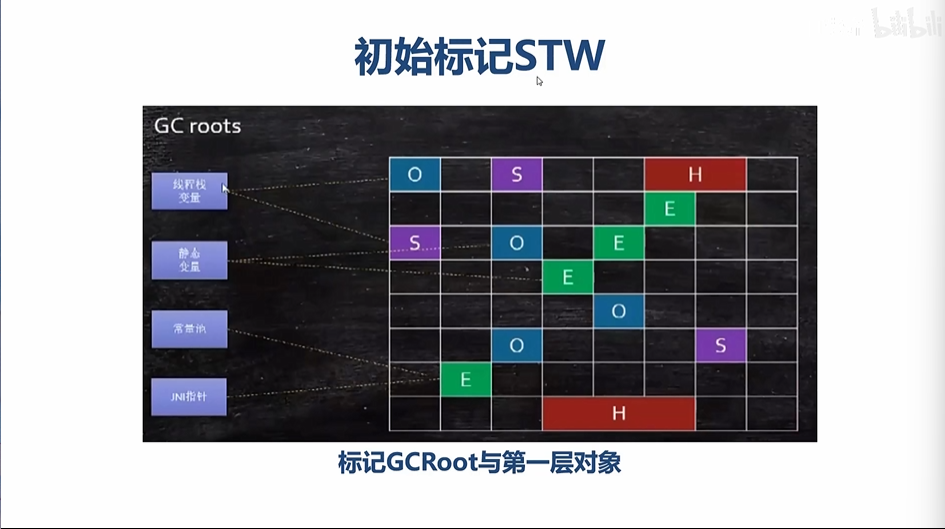 bilibili
初始标记STW
GC roots
线程栈
变量
静态
变量
常量池
JNI指针
O S H
E
S O E
E
O
O S
E
H
标记GCRoot与第一层对象